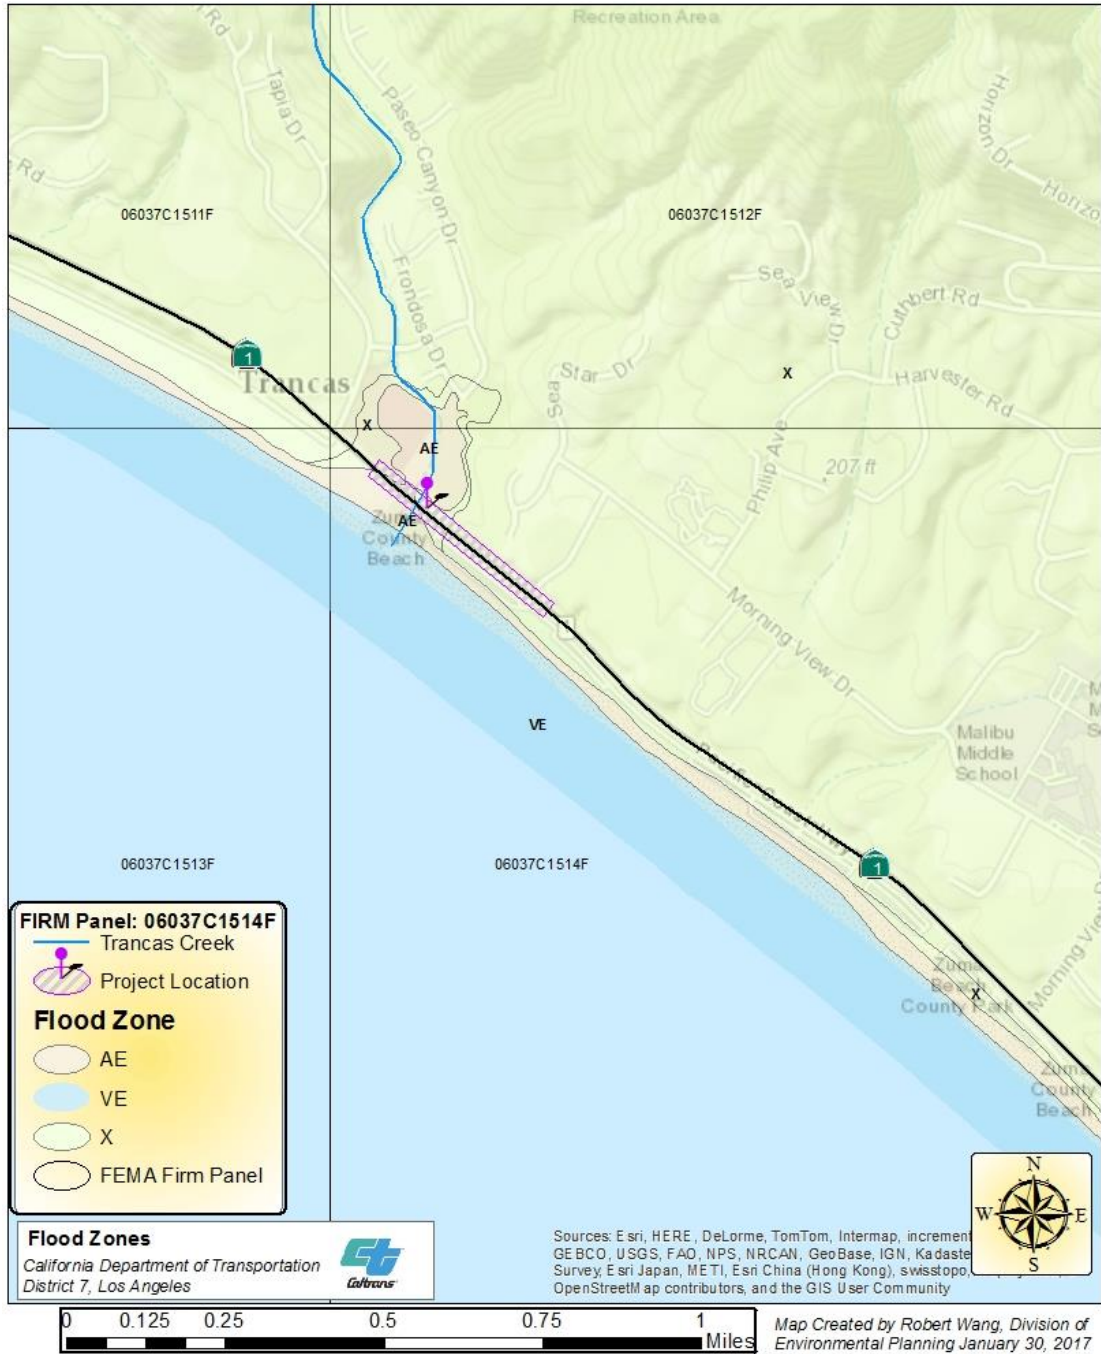 Recreation Area
Tapia Dr
Paseo Canyon Dr
Horizon Dr
Rd
06037C1511F
06037C1512F
Frondosa Dr
Sea View Dr
Cuthbert Rd
1
Trancas
Sea Star Dr
X
Harvester Rd
X
AE
Philip Ave
207 ft
AE
Zuma
County
Beach
Morning View Dr
VE
Malibu
Middle
School
Pacific Coast Hwy
06037C1513F
06037C1514F
1
Morning View Dr
Zuma
Beach
County Park
X
Zuma
County
Beach
FIRM Panel: 06037C1514F
Trancas Creek
Project Location
Flood Zone
AE
VE
X
FEMA Firm Panel
N
W
E
S
Flood Zones
California Department of Transportation
District 7, Los Angeles
Caltrans
Sources: Esri, HERE, DeLorme, TomTom, Intermap, increment
GEBCO, USGS, FAO, NPS, NRCAN, GeoBase, IGN, Kadaste
Survey, Esri Japan, METI, Esri China (Hong Kong), swisstopo,
OpenStreetMap contributors, and the GIS User Community
0 0.125 0.25 0.5 0.75 1
Miles
Map Created by Robert Wang, Division of
Environmental Planning January 30, 2017